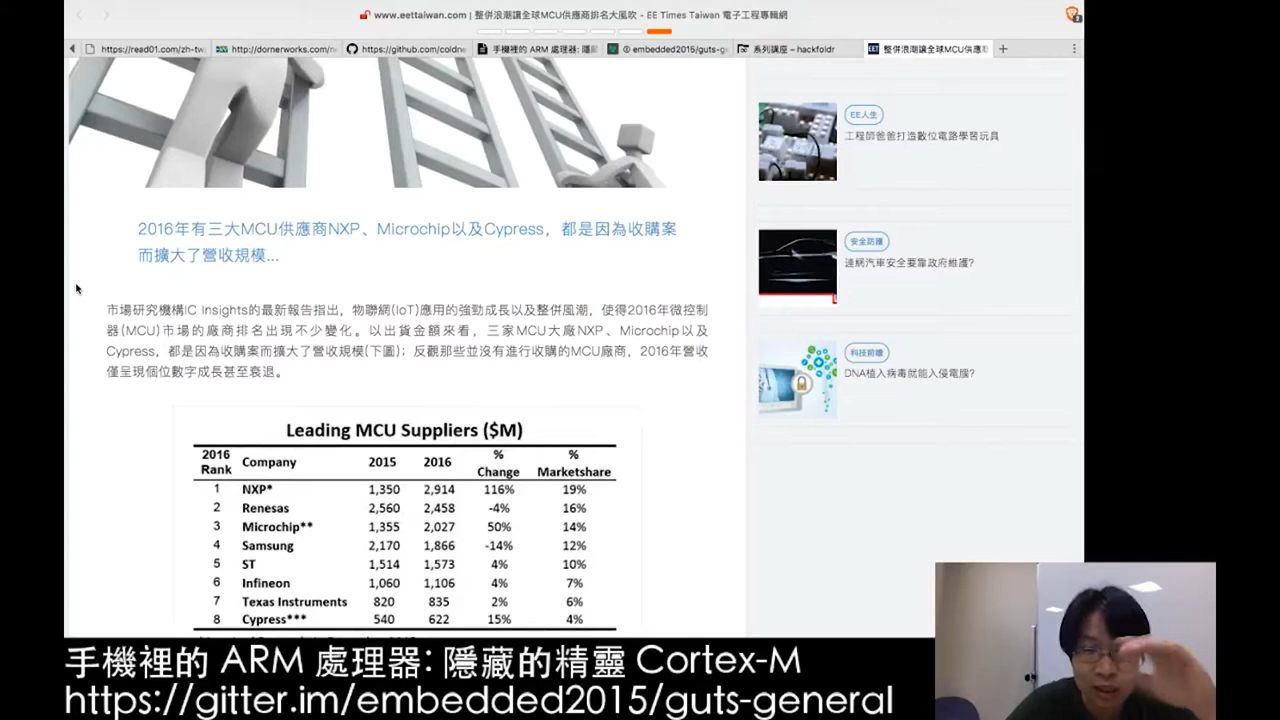 www.eettaiwan.com | 整併浪潮讓全球MCU供應商排名大風吹 - EE Times Taiwan 電子工程專輯網
https://read01.com/zh-tw
http://dornerworks.com/ne
https://github.com/coldne
手機裡的 ARM 處理器: 隱藏
embedded2015/guts-g
系列講座 – hackfoldr
整併浪潮讓全球MCU供應
2016年有三大MCU供應商NXP、Microchip以及Cypress，都是因為收購案
而擴大了營收規模...
市場研究機構IC Insights的最新報告指出，物聯網(IoT)應用的強勁成長以及整併風潮，使得2016年微控制
器(MCU)市場的廠商排名出現不少變化。以出貨金額來看，三家MCU大廠NXP、Microchip以及
Cypress，都是因為收購案而擴大了營收規模(下圖)；反觀那些並沒有進行收購的MCU廠商，2016年營收
僅呈現個位數字成長甚至衰退。
Leading MCU Suppliers ($M)
2016 Rank Company 2015 2016 % Change % Marketshare
1 NXP* 1,350 2,914 116% 19%
2 Renesas 2,560 2,458 -4% 16%
3 Microchip** 1,355 2,027 50% 14%
4 Samsung 2,170 1,866 -14% 12%
5 ST 1,514 1,573 4% 10%
6 Infineon 1,060 1,106 4% 7%
7 Texas Instruments 820 835 2% 6%
8 Cypress*** 540 622 15% 4%
EE人生
工程師爸爸打造數位電路學習玩具
安全防護
連網汽車安全要靠政府維護?
科技前瞻
DNA植入病毒就能入侵電腦?
手機裡的 ARM 處理器: 隱藏的精靈 Cortex-M
https://gitter.im/embedded2015/guts-general